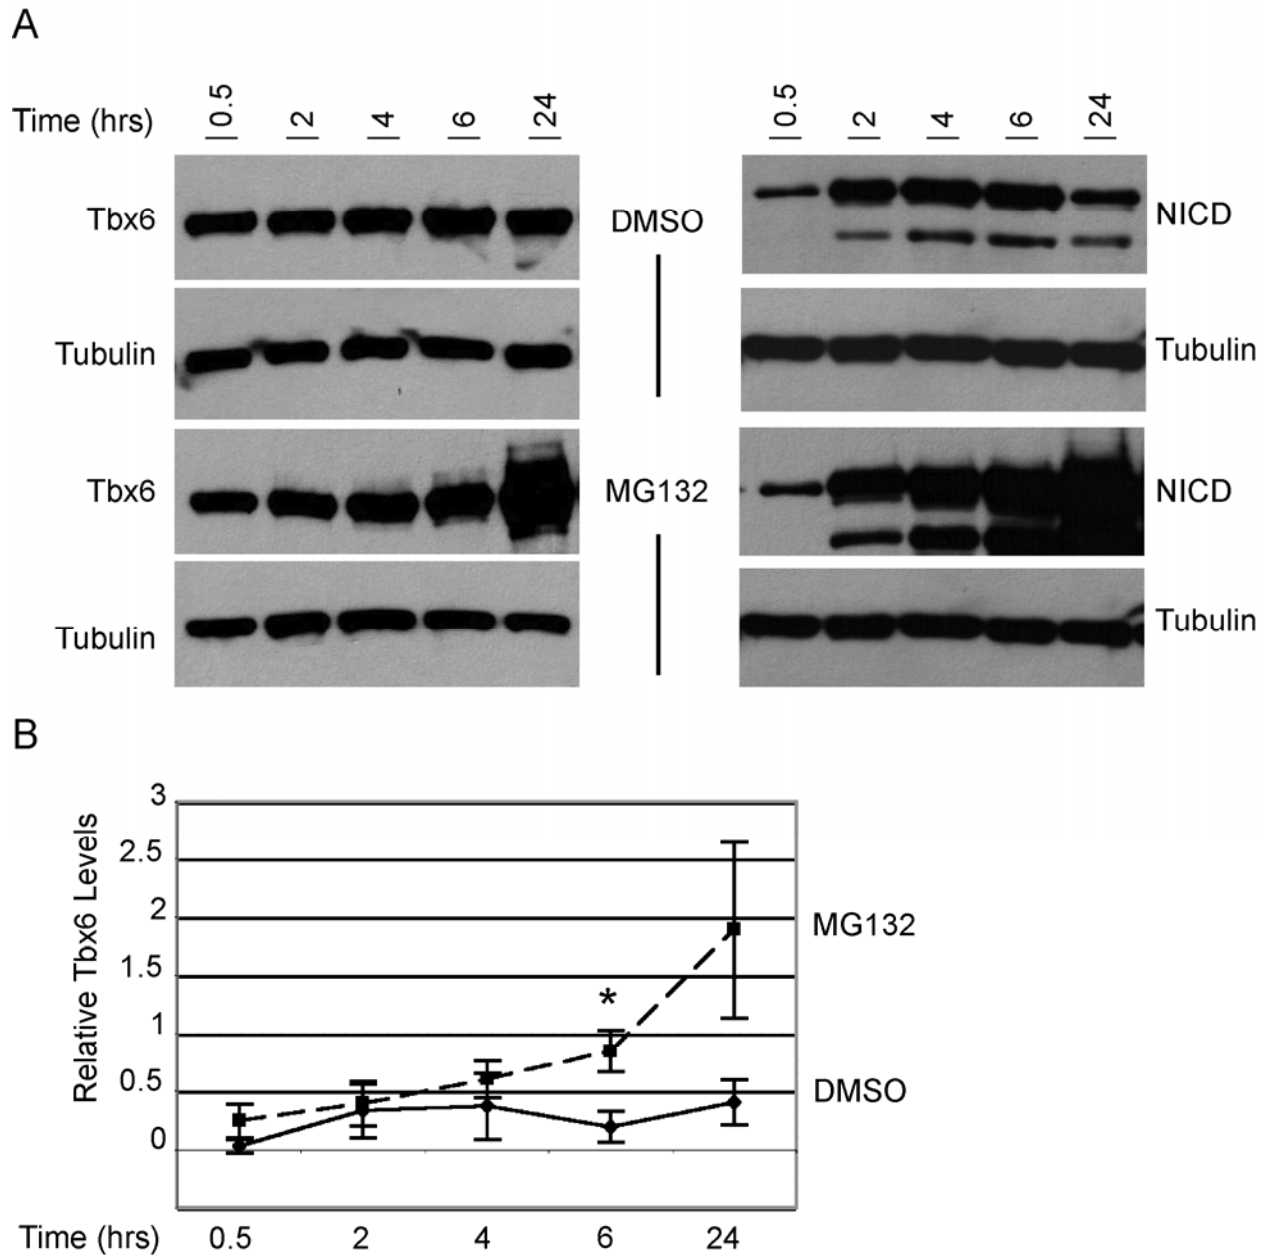 A
Time (hrs) 0.5 2 4 6 24 0.5 2 4 6 24
Tbx6 DMSO NICD
Tubulin Tubulin
Tbx6 MG132 NICD
Tubulin Tubulin
B
Relative Tbx6 Levels
3
2.5
2
1.5
1
0.5
0
*
MG132
DMSO
Time (hrs) 0.5 2 4 6 24